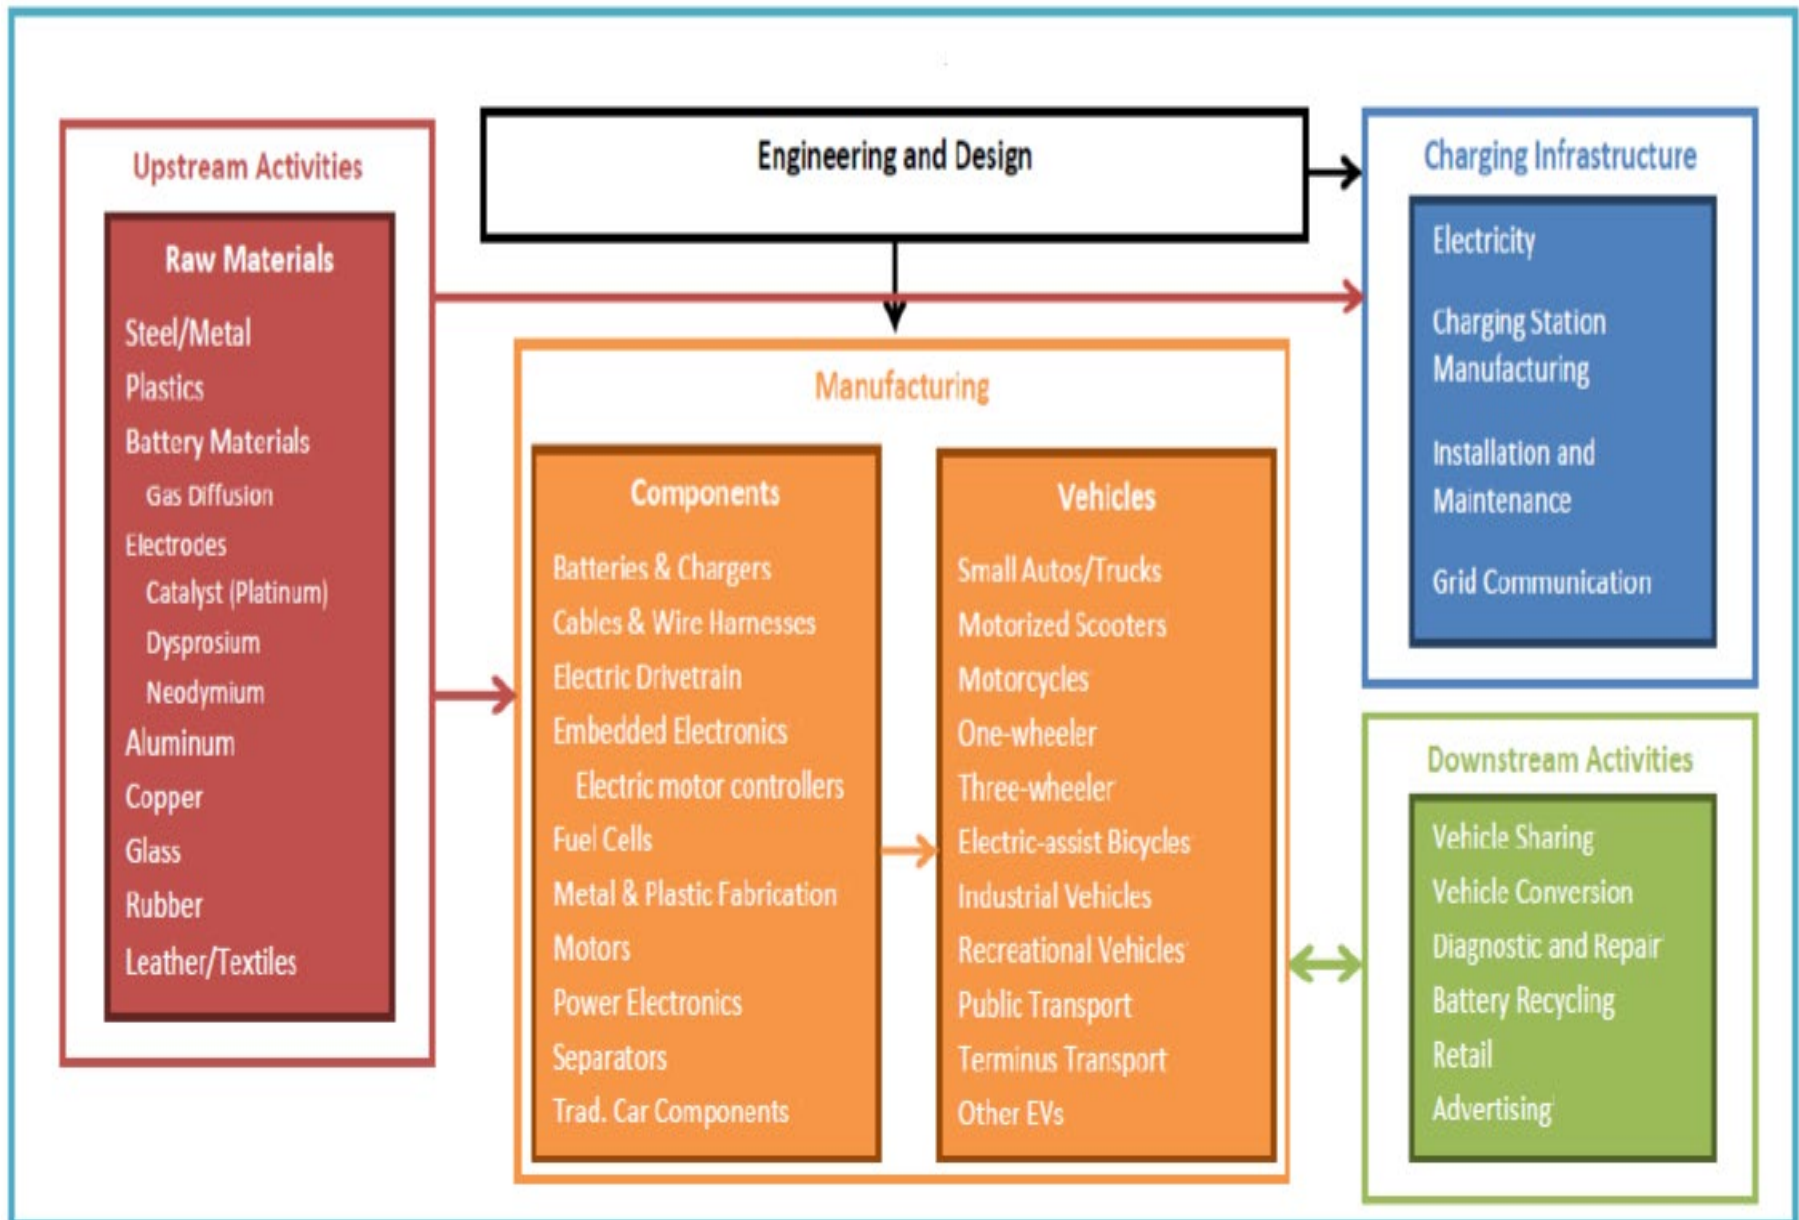 Upstream Activities
Raw Materials
Steel/Metal
Plastics
Battery Materials
Gas Diffusion
Electrodes
Catalyst (Platinum)
Dysprosium
Neodymium
Aluminum
Copper
Glass
Rubber
Leather/Textiles
Engineering and Design
Manufacturing
Components
Batteries & Chargers
Cables & Wire Harnesses
Electric Drivetrain
Embedded Electronics
Electric motor controllers
Fuel Cells
Metal & Plastic Fabrication
Motors
Power Electronics
Separators
Trad. Car Components
Vehicles
Small Autos/Trucks
Motorized Scooters
Motorcycles
One-wheeler
Three-wheeler
Electric-assist Bicycles
Industrial Vehicles
Recreational Vehicles
Public Transport
Terminus Transport
Other EVs
Charging Infrastructure
Electricity
Charging Station
Manufacturing
Installation and
Maintenance
Grid Communication
Downstream Activities
Vehicle Sharing
Vehicle Conversion
Diagnostic and Repair
Battery Recycling
Retail
Advertising